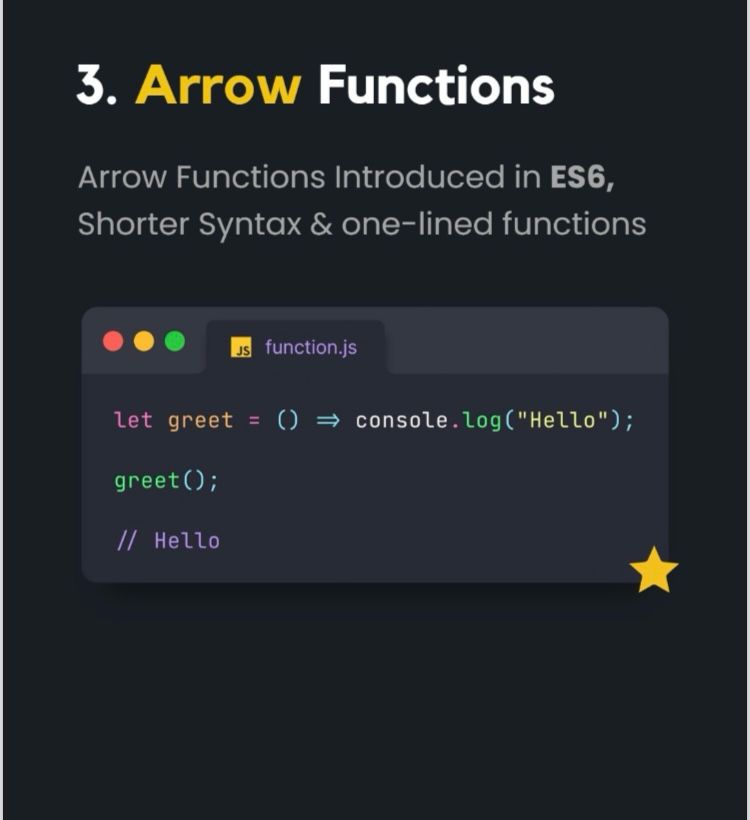 3. Arrow Functions
Arrow Functions Introduced in ES6,
Shorter Syntax & one-lined functions
JS function.js
let greet = () => console.log("Hello");
greet();
// Hello